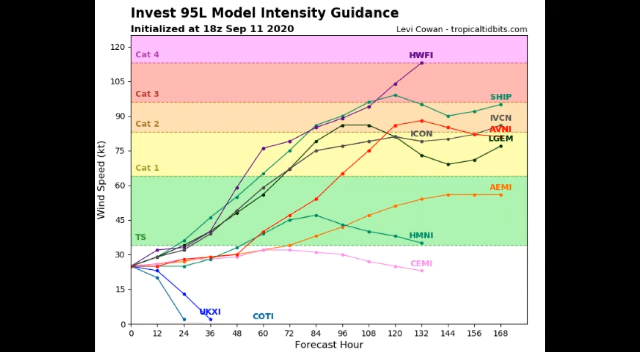 Invest 95L Model Intensity Guidance
Initialized at 18z Sep 11 2020
Levi Cowan - tropicaltidbits.com
120
105
90
75
60
45
30
15
0
Wind Speed (kt)
Cat 4
Cat 3
Cat 2
Cat 1
TS
HWFI
SHIP
IVCN
AVNI
ICON
LGEM
AEMI
HMNI
CEMI
UKXI
COTI
0 12 24 36 48 60 72 84 96 108 120 132 144 156 168
Forecast Hour